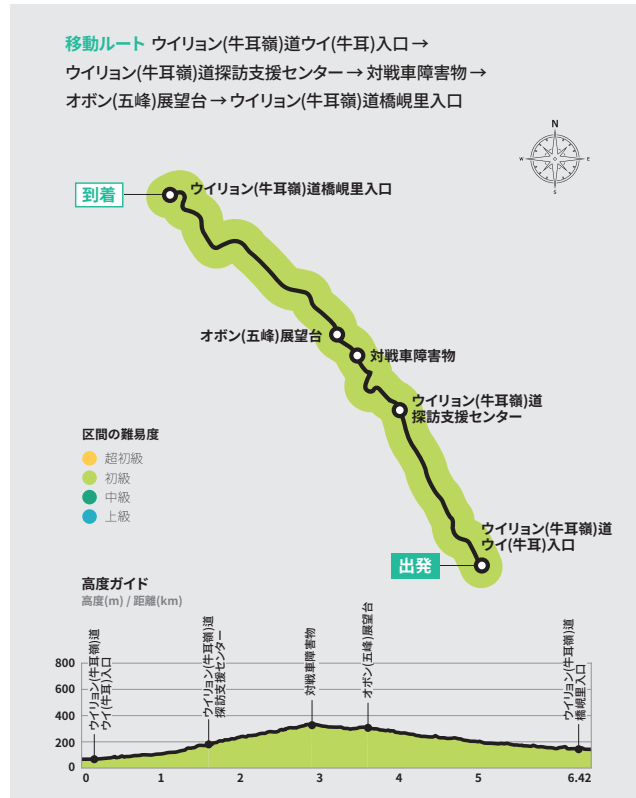 移動ルート ウイリョン(牛耳嶺)道ウイ(牛耳)入口 →
ウイリョン(牛耳嶺)道探訪支援センター → 対戦車障害物 →
オボン(五峰)展望台 → ウイリョン(牛耳嶺)道橋峴里入口
N
W
E
S
到着
ウイリョン(牛耳嶺)道橋峴里入口
オボン(五峰)展望台
対戦車障害物
ウイリョン(牛耳嶺)道
探訪支援センター
区間の難易度
超初級
初級
中級
上級
ウイリョン(牛耳嶺)道
ウイ(牛耳)入口
出発
高度ガイド
高度(m) / 距離(km)
ウイリョン(牛耳嶺)道
ウイ(牛耳)入口
ウイリョン(牛耳嶺)道
探訪支援センター
対戦車障害物
オボン(五峰)展望台
ウイリョン(牛耳嶺)道
橋峴里入口
800
600
400
200
0
0 1 2 3 4 5 6.42